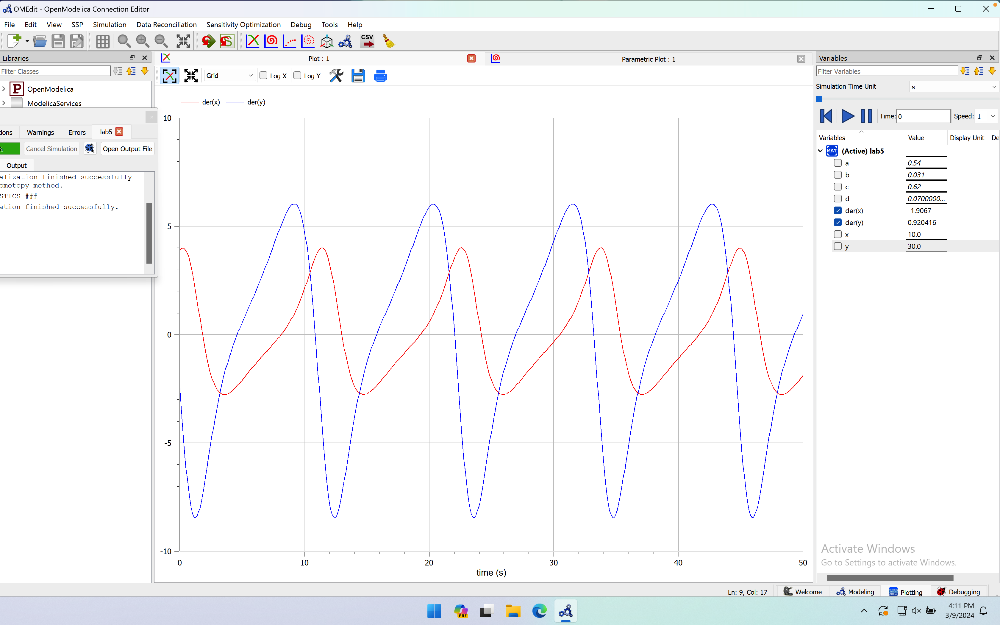 OMEdit - OpenModelica Connection Editor
File Edit View SSP Simulation Data Reconciliation Sensitivity Optimization Debug Tools Help
CSV
Libraries
Filter Classes
P OpenModelica
ModelicaServices
ions Warnings Errors lab5
% Cancel Simulation Open Output File
Output
alization finished successfully
omotopy method.
STICS ###
ation finished successfully.
Plot : 1
Parametric Plot : 1
Grid Log X Log Y
der(x) der(y)
10
5
0
-5
-10
0 10 20 30 40 50
time (s)
Variables
Filter Variables
Simulation Time Unit s
Time: 0 Speed: 1
Variables Value Display Unit De
MAT (Active) lab5
a 0.54
b 0.031
c 0.62
d 0.0700000...
der(x) -1.9067
der(y) 0.920416
x 10.0
y 30.0
Activate Windows
Go to Settings to activate Windows.
Ln: 9, Col: 17 Welcome Modeling Plotting Debugging
PRE
4:11 PM
3/9/2024